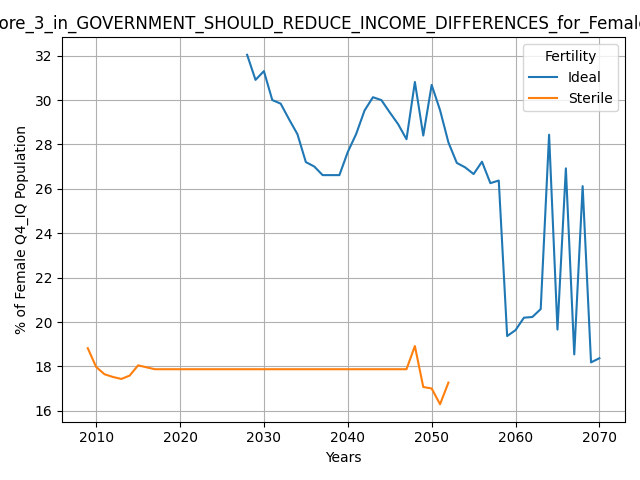 ore_3_in_GOVERNMENT_SHOULD_REDUCE_INCOME_DIFFERENCES_for_Female
% of Female Q4_IQ Population
32
30
28
26
24
22
20
18
16
Fertility
Ideal
Sterile
2010 2020 2030 2040 2050 2060 2070
Years